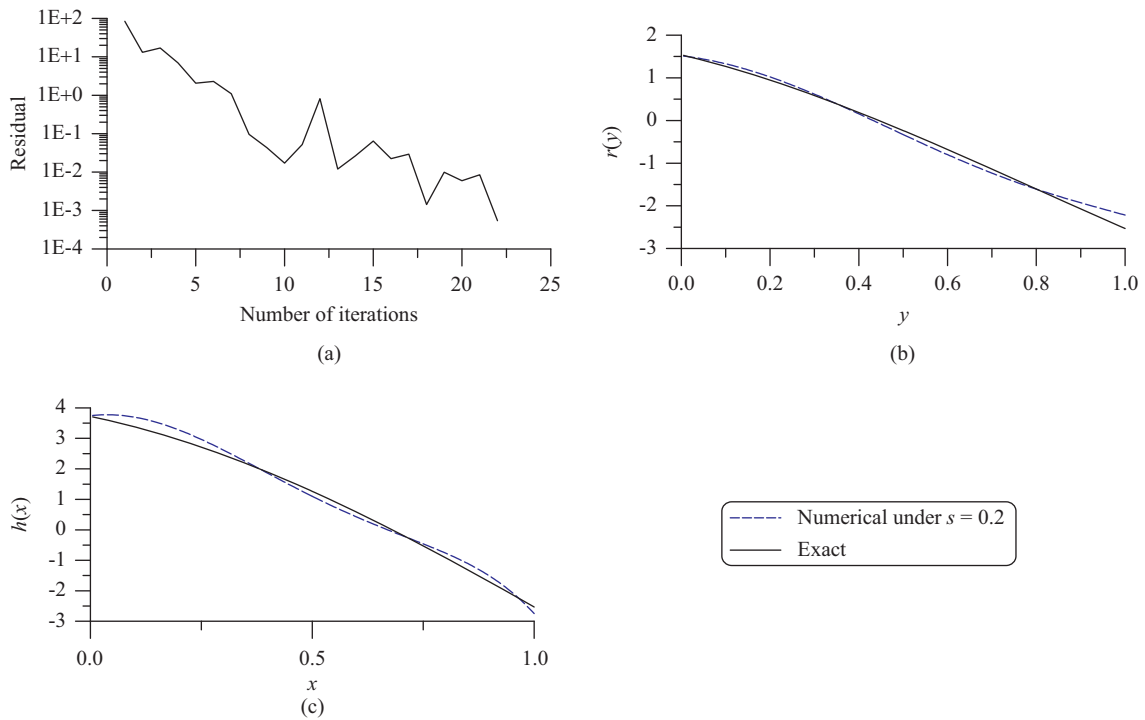 1E+2
1E+1
1E+0
1E-1
1E-2
1E-3
1E-4
Residual
0 5 10 15 20 25
Number of iterations
(a)
2
1
0
-1
-2
-3
r(y)
0.0 0.2 0.4 0.6 0.8 1.0
y
(b)
4
3
2
1
0
-1
-2
-3
h(x)
0.0 0.5 1.0
x
(c)
Numerical under s = 0.2
Exact